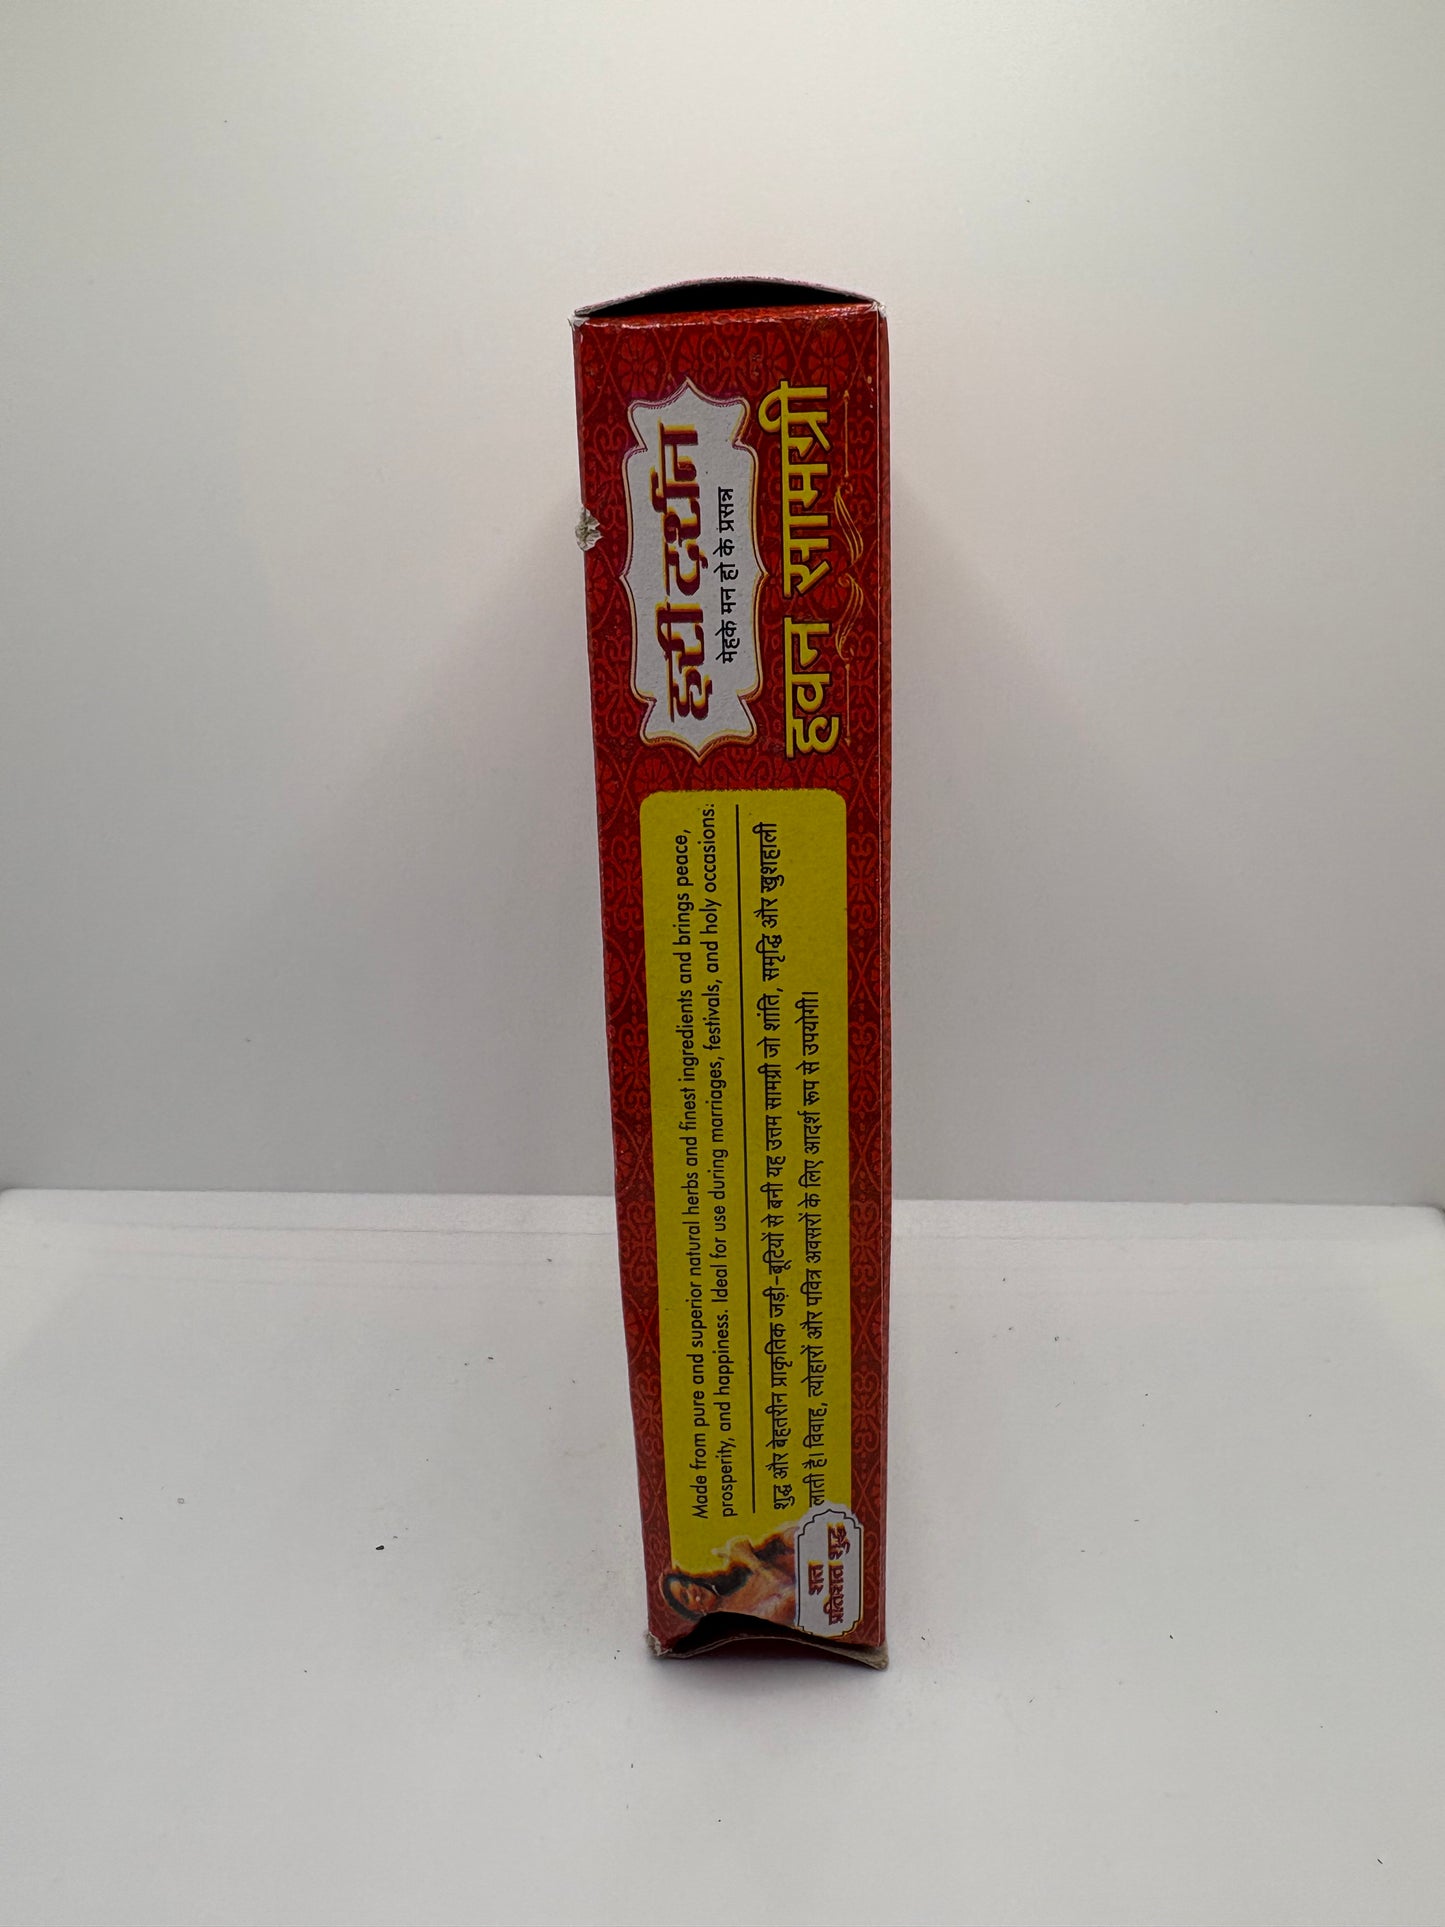 हरी दर्शन
मेहके मन हो के प्रसन्न
हवन सामग्री
Made from pure and superior natural herbs and finest ingredients and brings peace,
prosperity, and happiness. Ideal for use during marriages, festivals, and holy occasions.
शुद्ध और बेहतरीन प्राकृतिक जड़ी-बूटियों से बनी यह उत्तम सामग्री जो शांति, समृद्धि और खुशहाली
लाती है। विवाह, त्योहारों और पवित्र अवसरों के लिए आदर्श रूप से उपयोगी।
शत
प्रतिशत शुद्ध